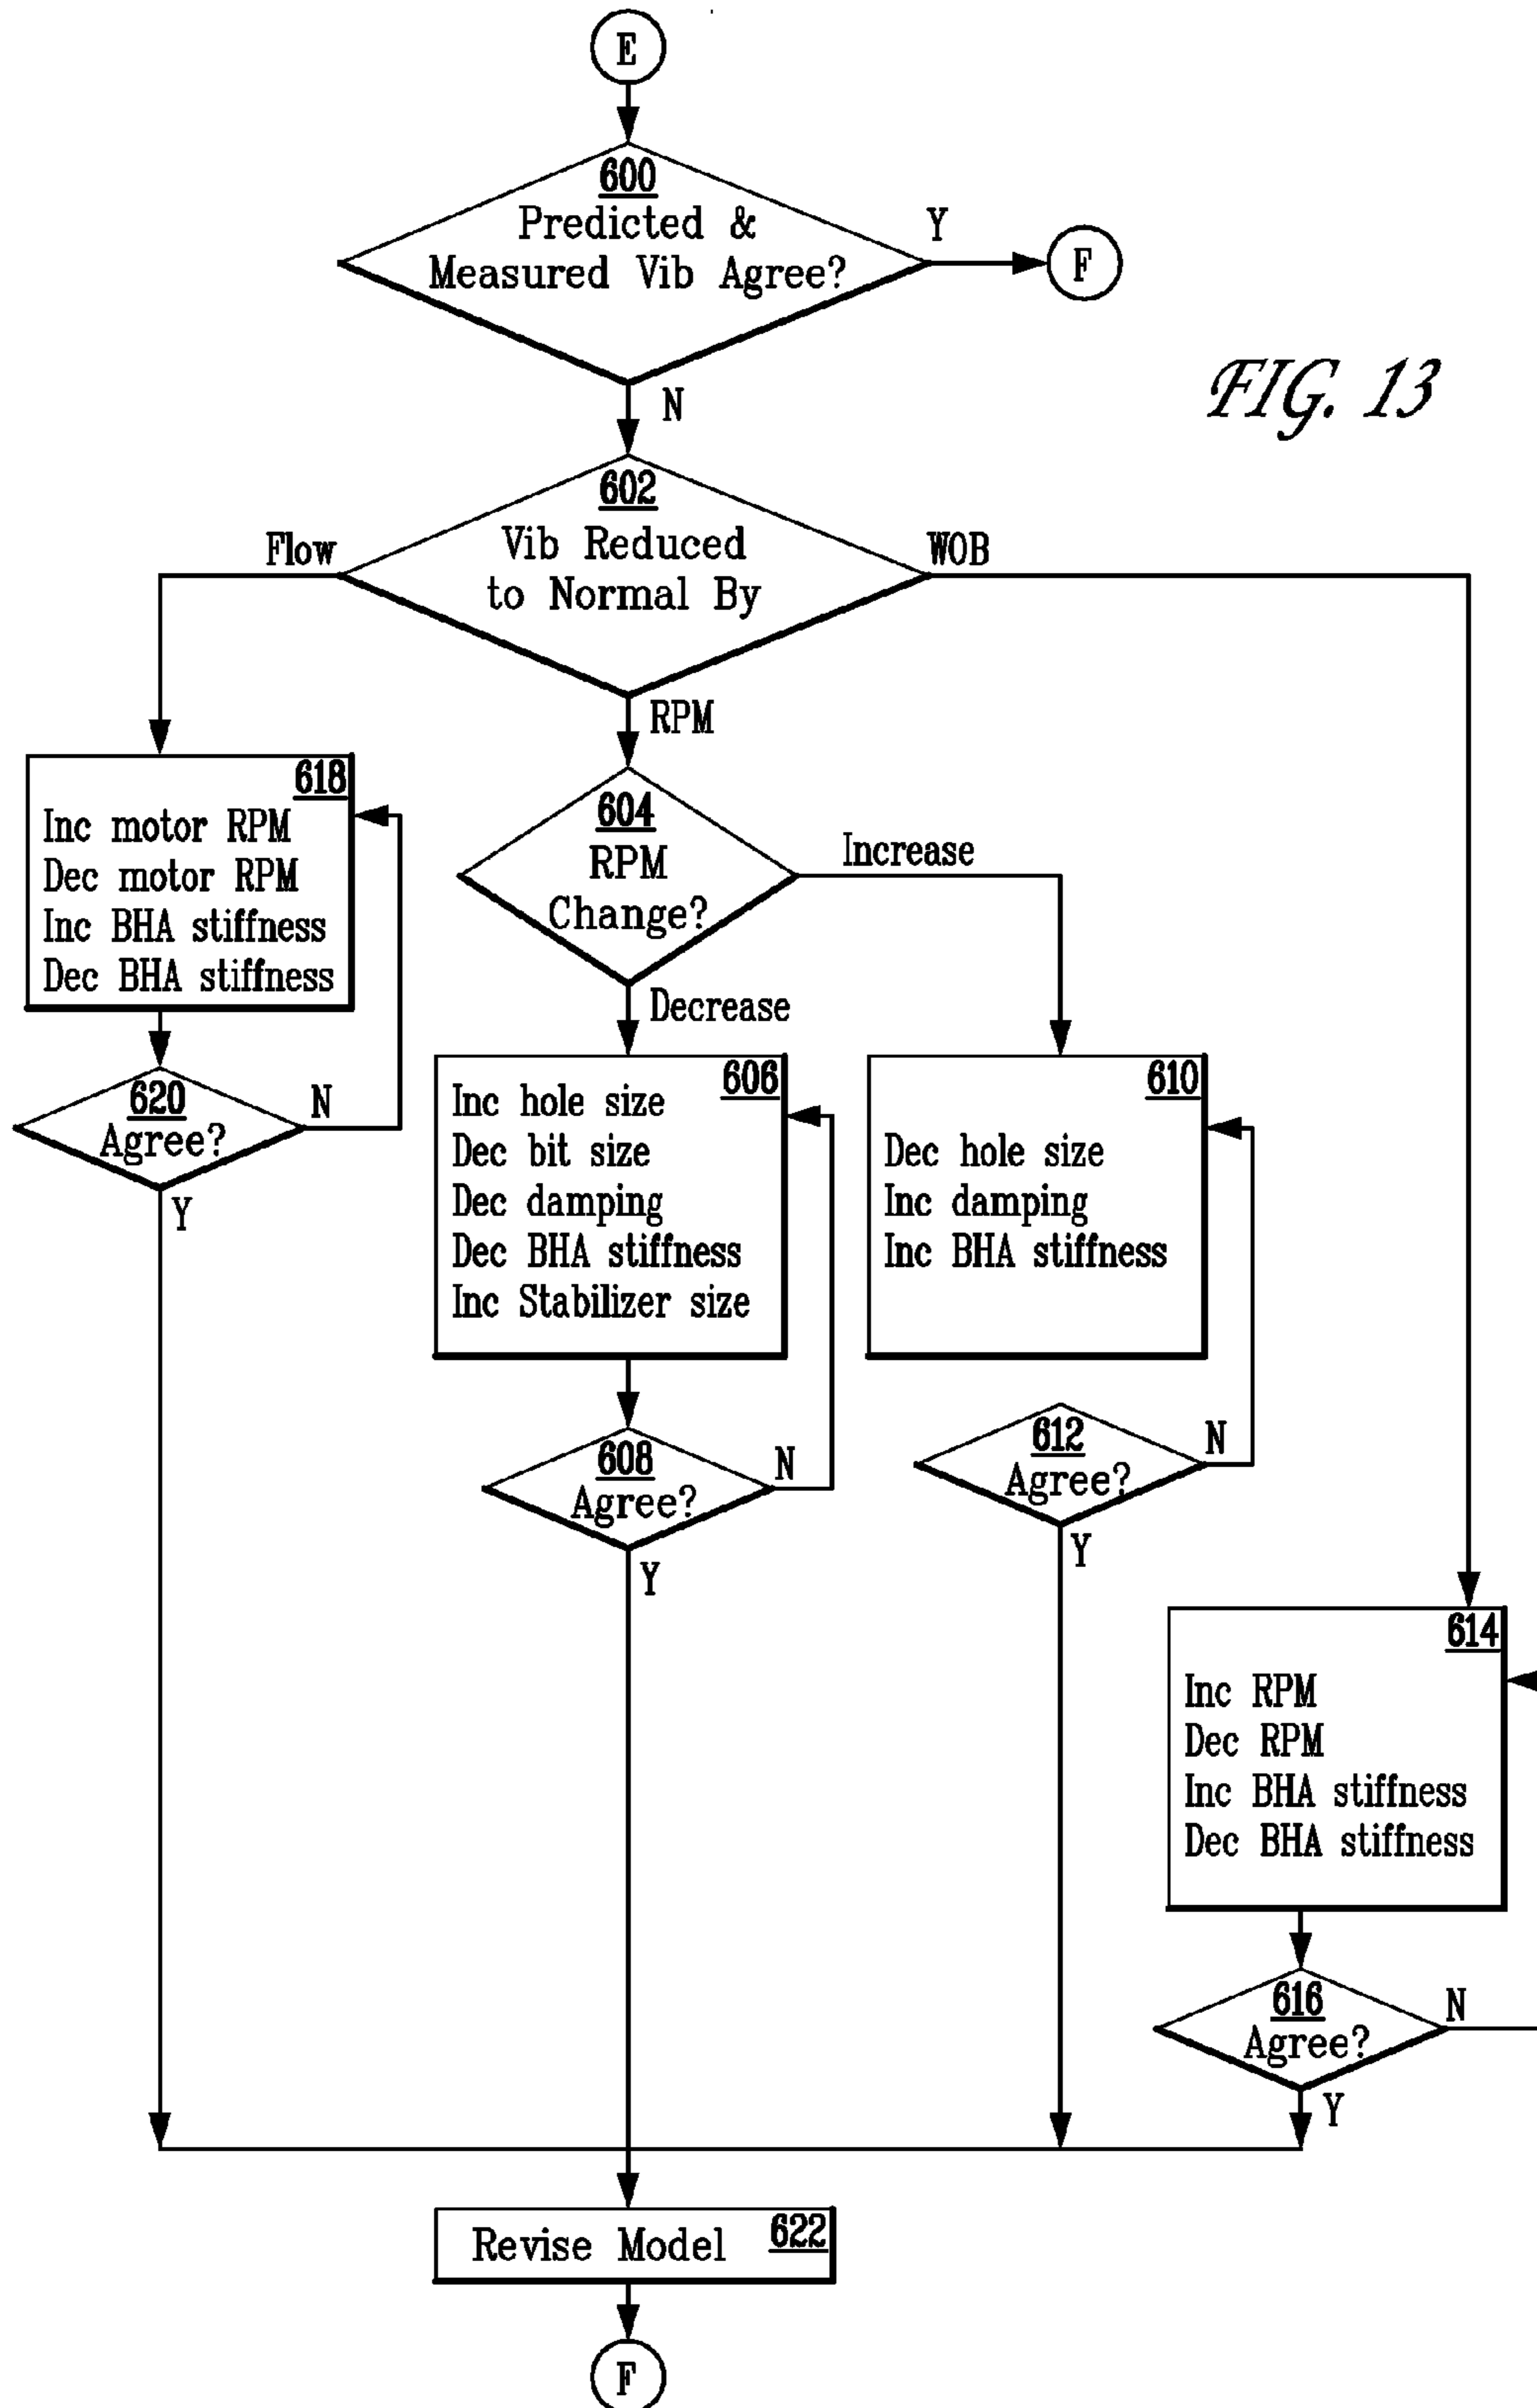 E
600
Predicted &
Measured Vib Agree?
Y
F
N
FIG. 13
602
Vib Reduced
to Normal By
Flow
WOB
RPM
618
Inc motor RPM
Dec motor RPM
Inc BHA stiffness
Dec BHA stiffness
604
RPM
Change?
Increase
Decrease
620
Agree?
N
Y
606
Inc hole size
Dec bit size
Dec damping
Dec BHA stiffness
Inc Stabilizer size
610
Dec hole size
Inc damping
Inc BHA stiffness
608
Agree?
N
Y
612
Agree?
N
Y
614
Inc RPM
Dec RPM
Inc BHA stiffness
Dec BHA stiffness
616
Agree?
N
Y
Revise Model 622
F